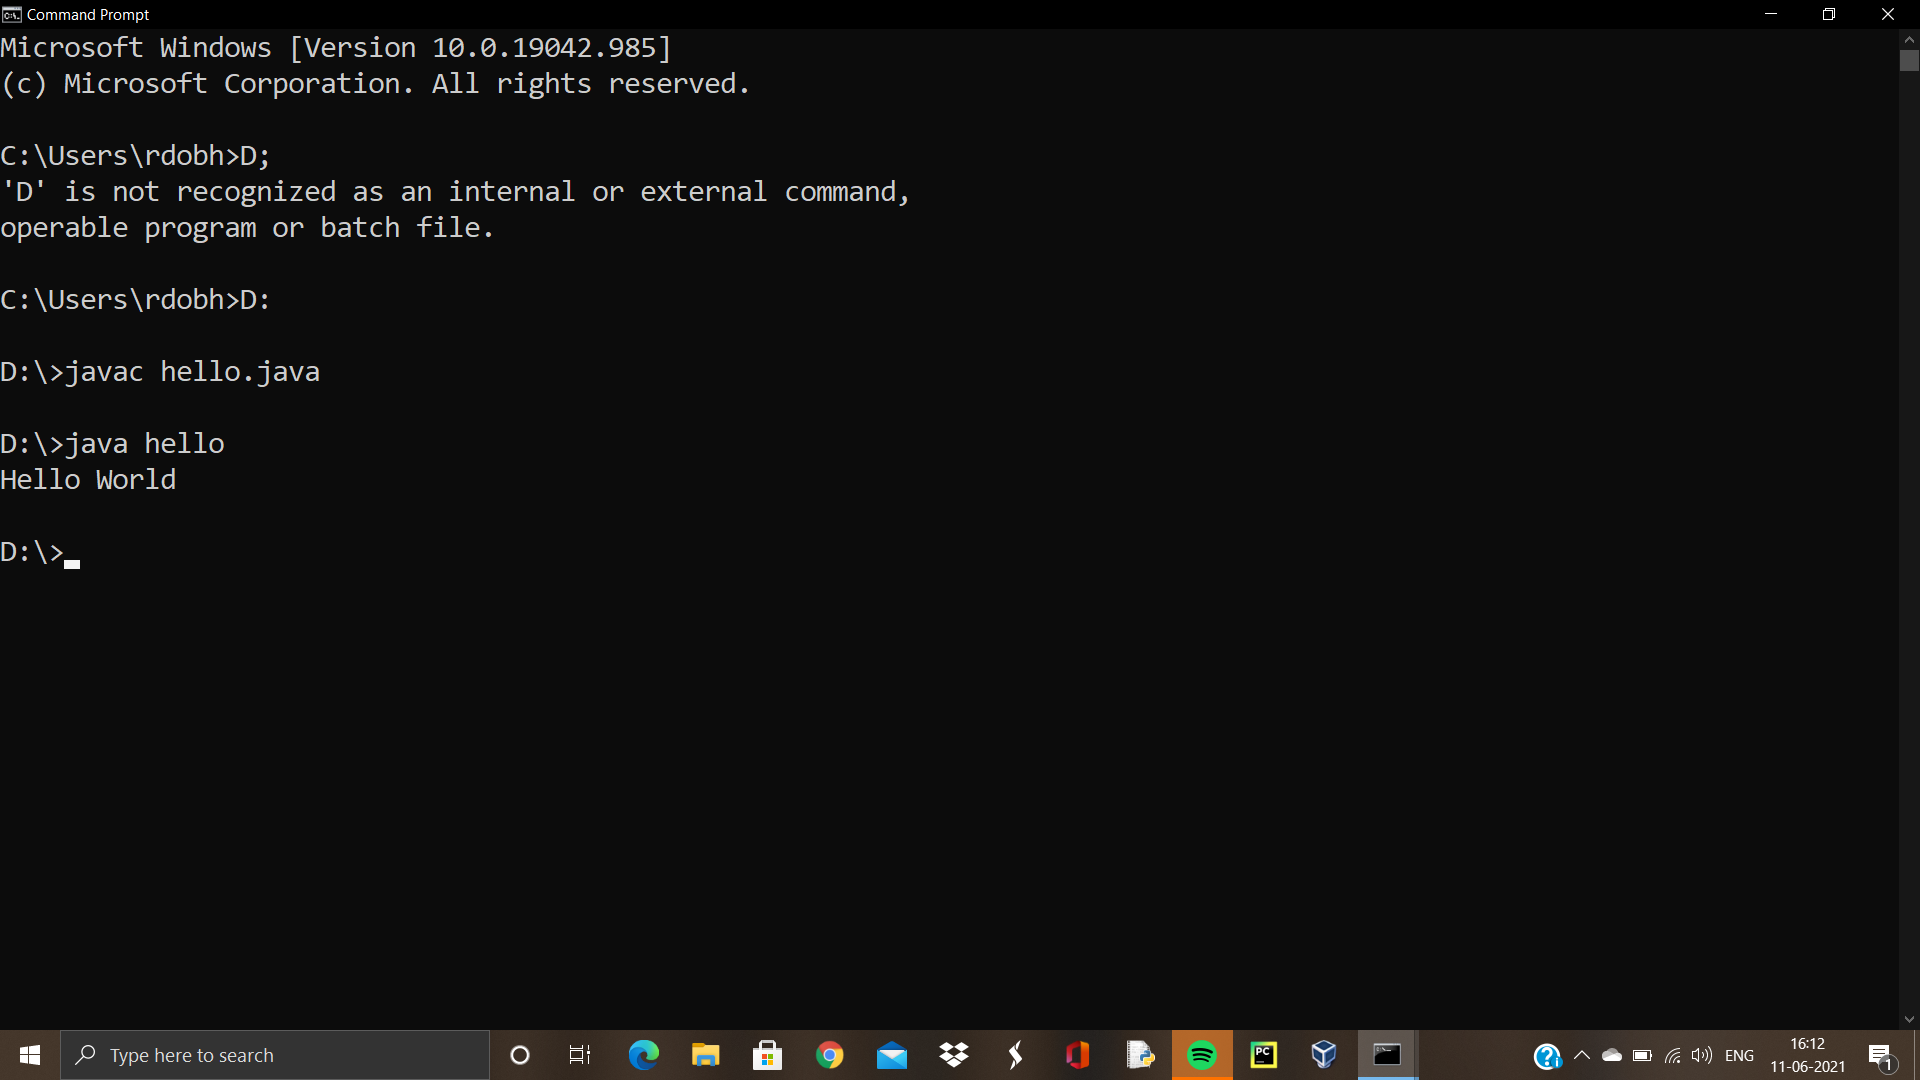 Command Prompt
Microsoft Windows [Version 10.0.19042.985]
(c) Microsoft Corporation. All rights reserved.
C:\Users\rdobh>D;
'D' is not recognized as an internal or external command,
operable program or batch file.
C:\Users\rdobh>D:
D:\>javac hello.java
D:\>java hello
Hello World
D:\>
Type here to search
PC
ENG
16:12
11-06-2021
1